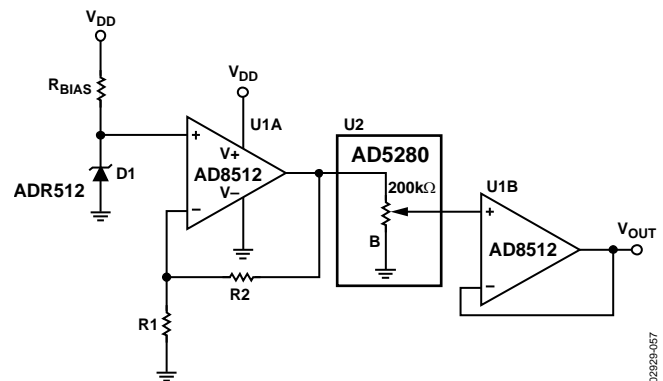 VDD
RBIAS
VDD
U1A
U2
AD5280
+
V+
AD8512
V−
−
D1
ADR512
200kΩ
B
U1B
+
AD8512
−
VOUT
R2
R1
02929-057